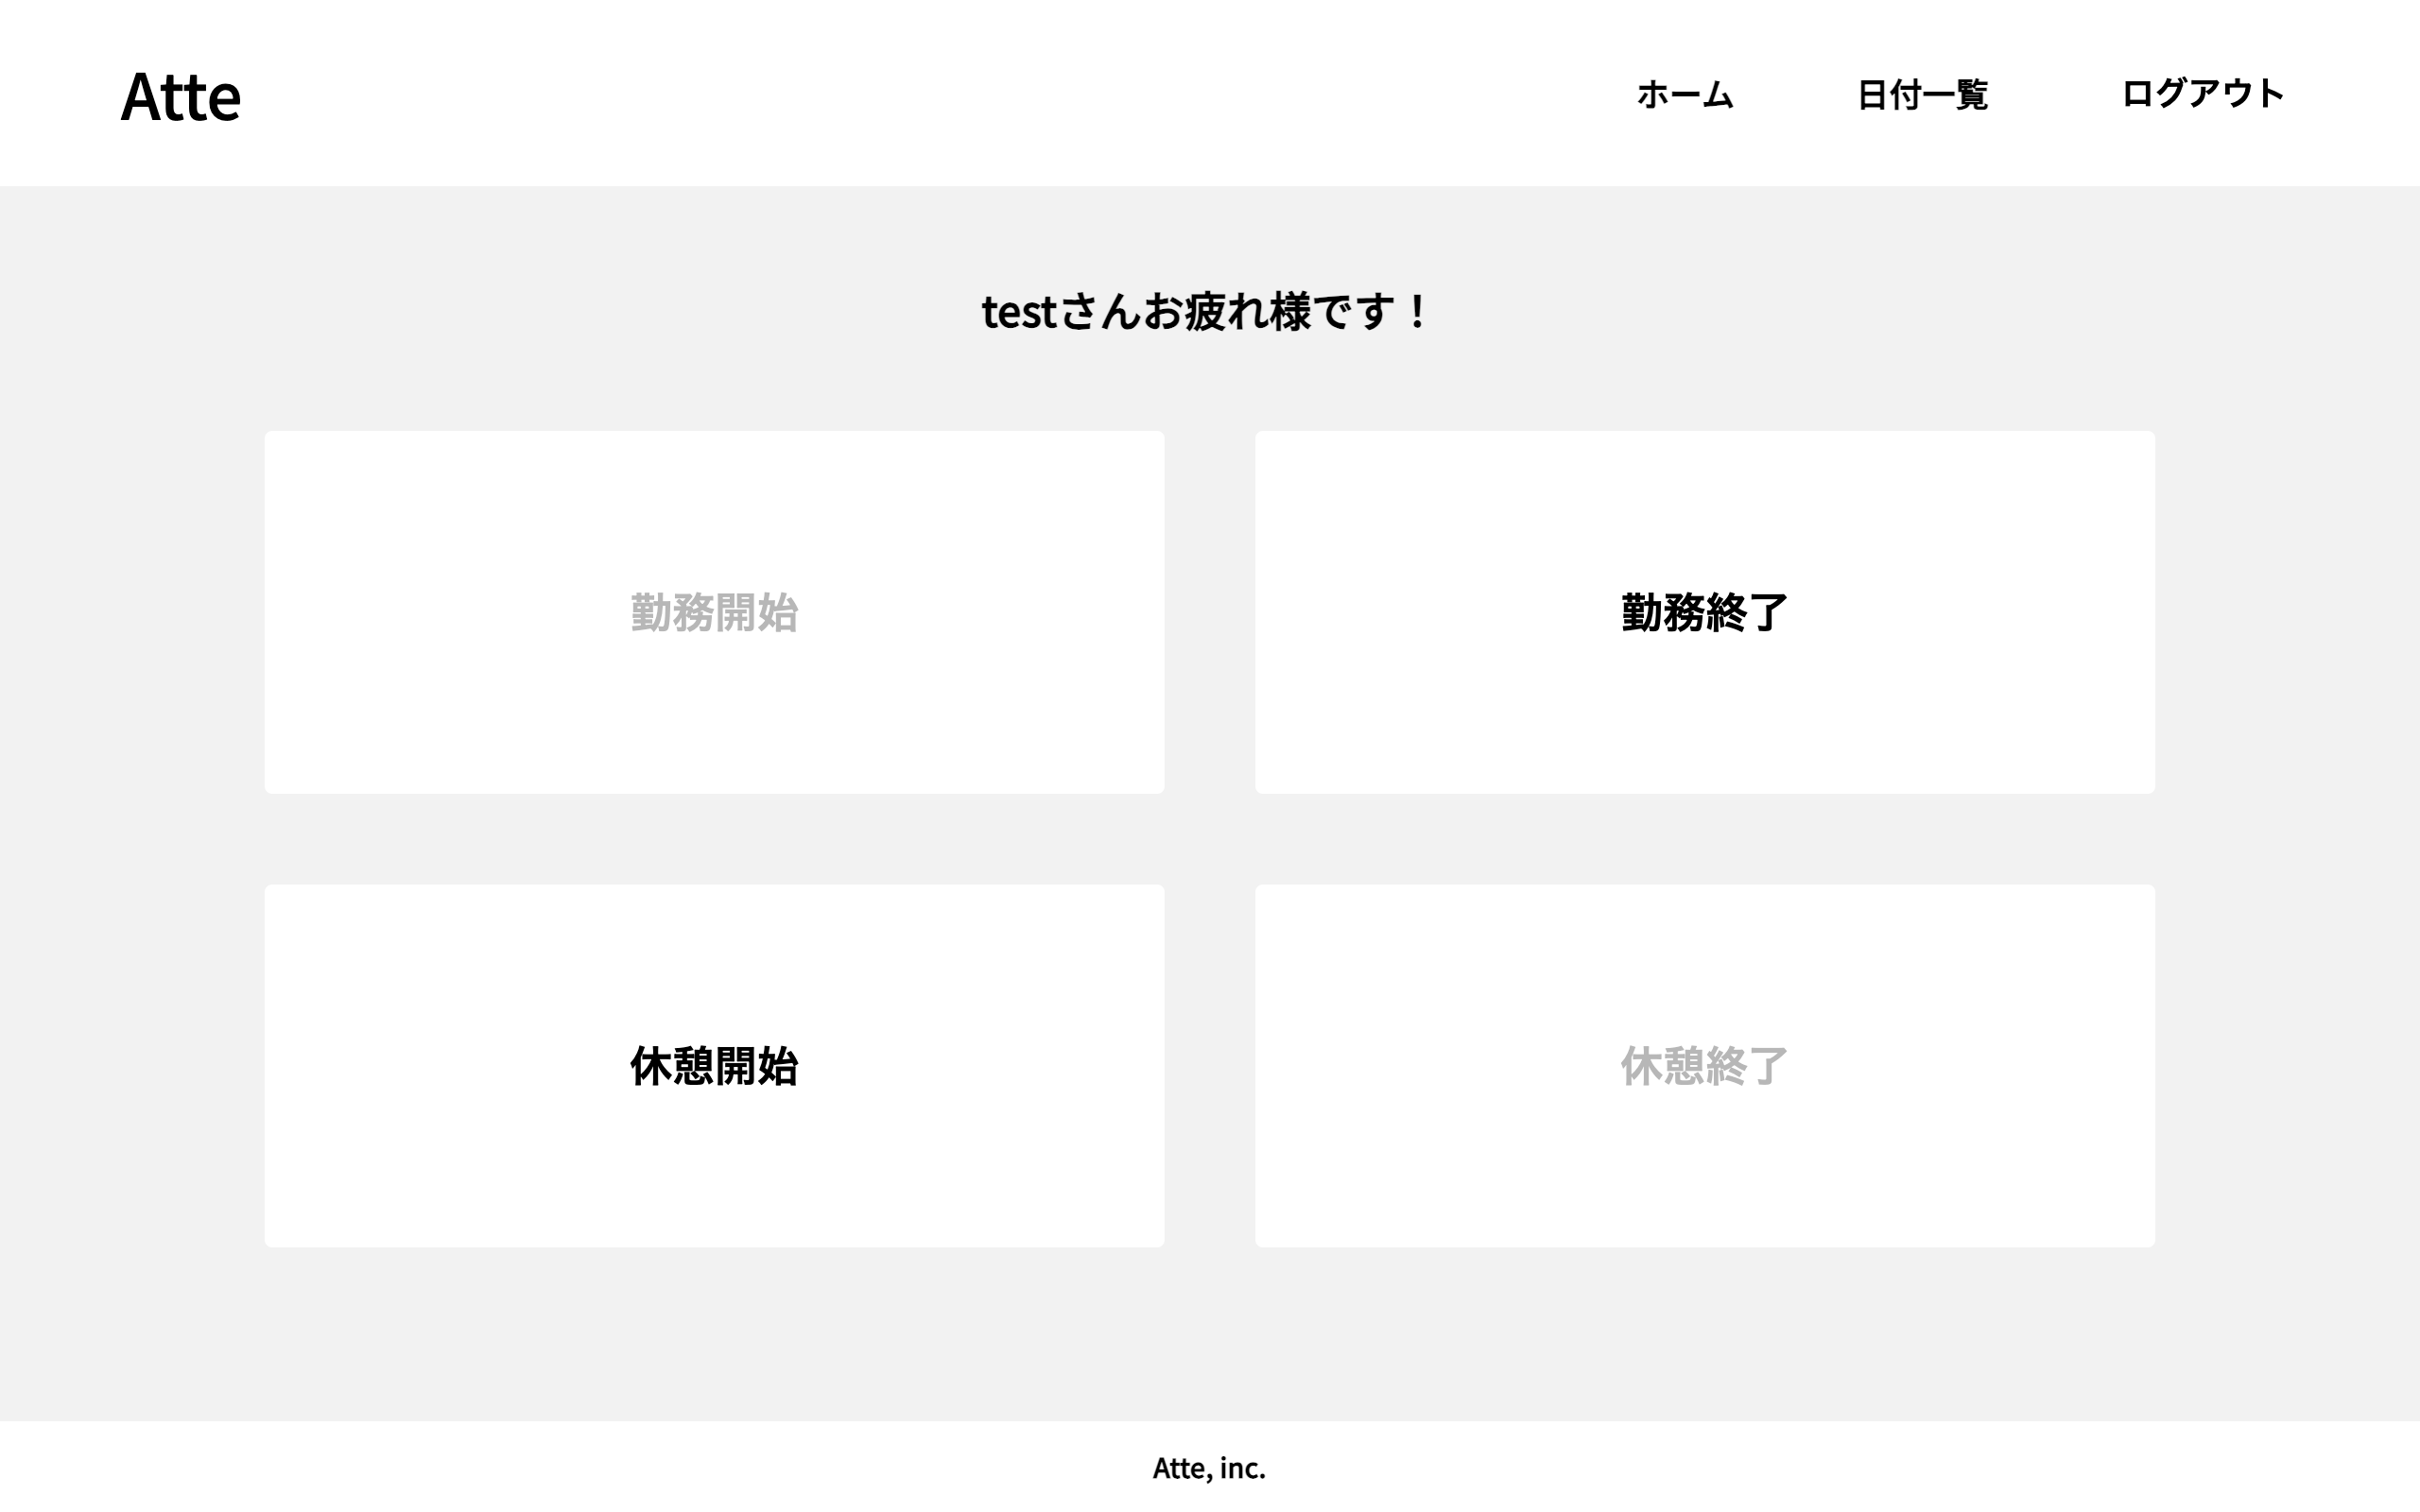 Atte
ホーム 日付一覧 ログアウト
testさんお疲れ様です！
勤務開始
勤務終了
休憩開始
休憩終了
Atte, inc.